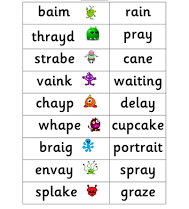 baim rain
thrayd pray
strabe cane
vaink waiting
chayp delay
whape cupcake
braig portrait
envay spray
splake graze